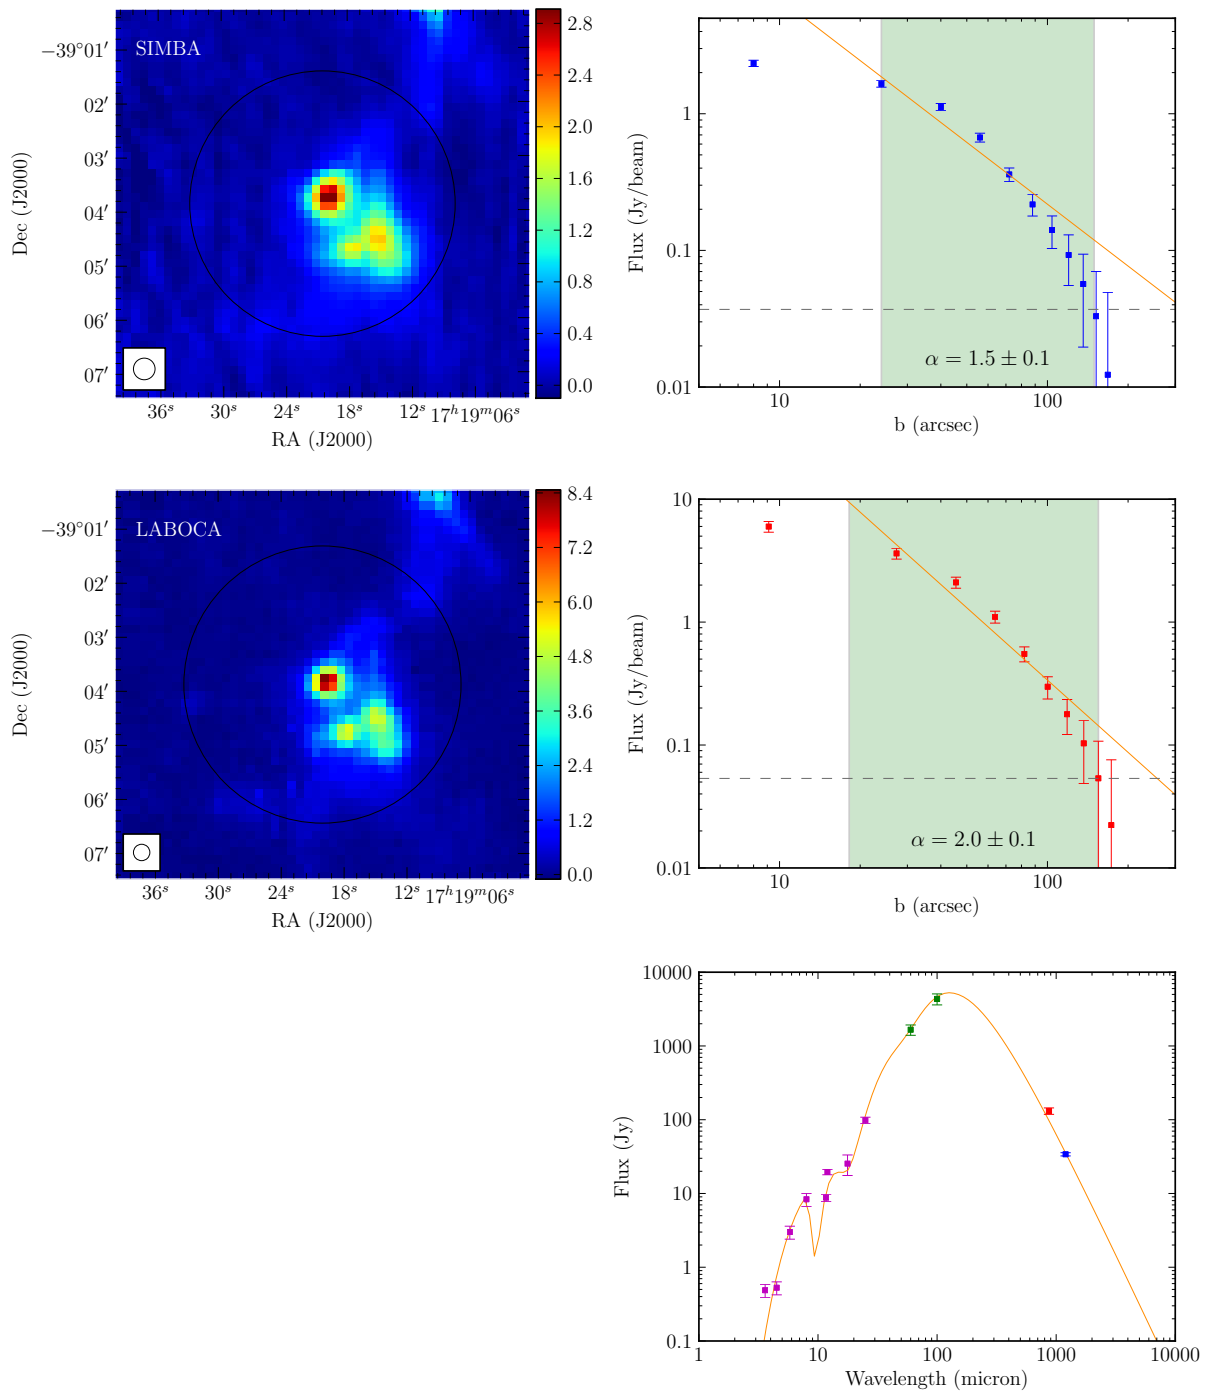 SIMBA
−39°01′
02′
03′
04′
05′
06′
07′
Dec (J2000)
36ˢ 30ˢ 24ˢ 18ˢ 12ˢ 17ʰ19ᵐ06ˢ
RA (J2000)
2.8
2.4
2.0
1.6
1.2
0.8
0.4
0.0
1
0.1
0.01
Flux (Jy/beam)
α = 1.5 ± 0.1
10 100
b (arcsec)
LABOCA
−39°01′
02′
03′
04′
05′
06′
07′
Dec (J2000)
36ˢ 30ˢ 24ˢ 18ˢ 12ˢ 17ʰ19ᵐ06ˢ
RA (J2000)
8.4
7.2
6.0
4.8
3.6
2.4
1.2
0.0
10
1
0.1
0.01
Flux (Jy/beam)
α = 2.0 ± 0.1
10 100
b (arcsec)
10000
1000
100
10
1
0.1
Flux (Jy)
1 10 100 1000 10000
Wavelength (micron)